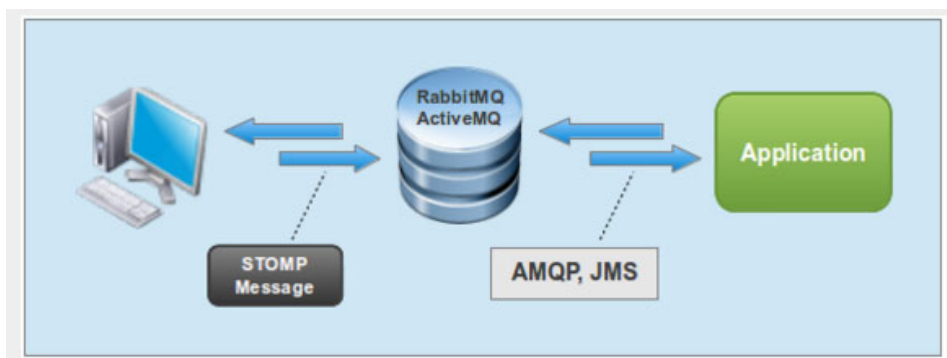 RabbitMQ
ActiveMQ
Application
STOMP
Message
AMQP, JMS